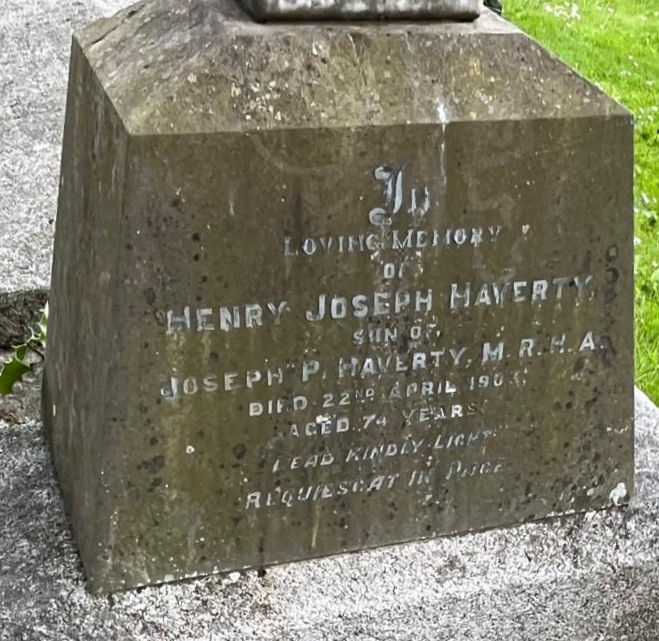 In
LOVING MEMORY
OF
HENRY JOSEPH HAVERTY,
SON OF
JOSEPH P. HAVERTY, M.R.H.A.
DIED 22ND APRIL
AGED 74 YEARS
LEAD KINDLY LIGHT
REQUIESCAT IN PACE